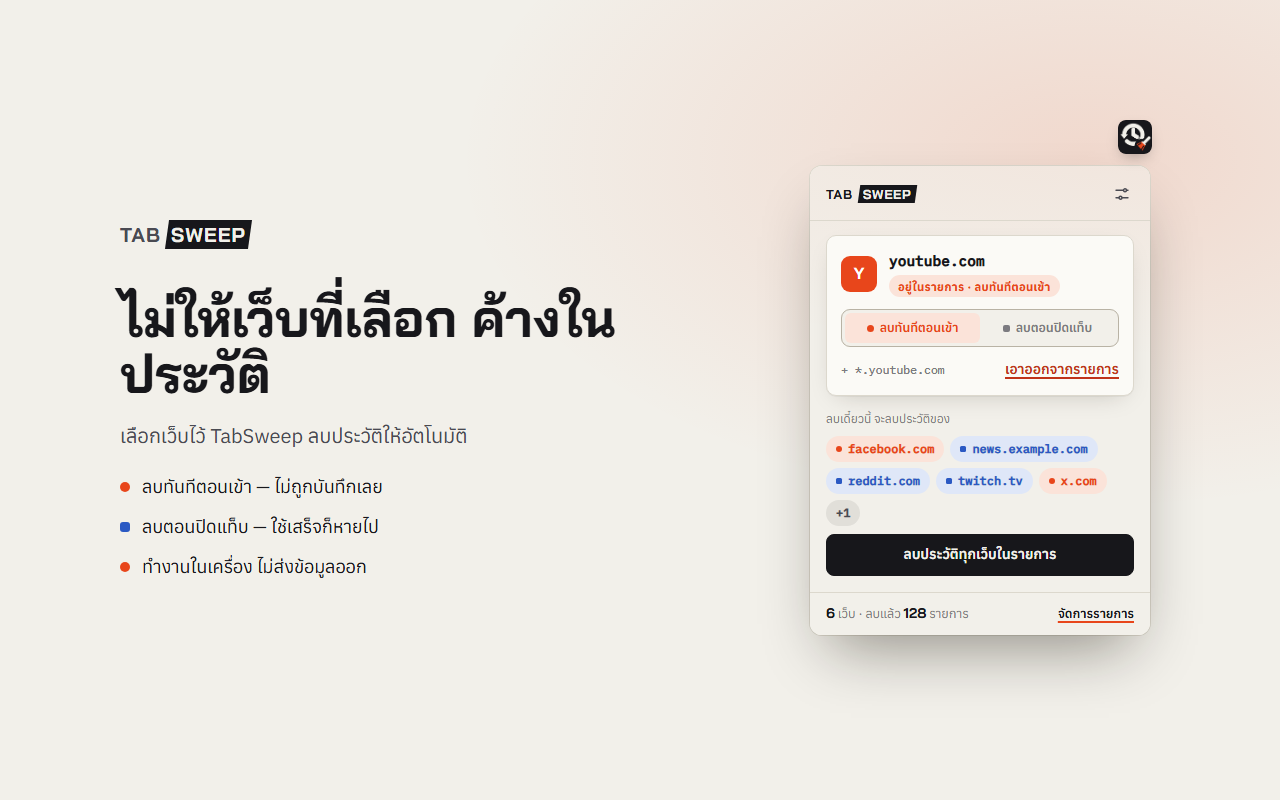 TAB SWEEP
ไม่ให้เว็บที่เลือก ค้างใน
ประวัติ
เลือกเว็บไว้ TabSweep ลบประวัติให้อัตโนมัติ
ลบทันทีตอนเข้า — ไม่ถูกบันทึกเลย
ลบตอนปิดแท็บ — ใช้เสร็จก็หายไป
ทำงานในเครื่อง ไม่ส่งข้อมูลออก
TAB SWEEP
Y
youtube.com
อยู่ในรายการ · ลบทันทีตอนเข้า
ลบทันทีตอนเข้า ลบตอนปิดแท็บ
+ *.youtube.com เอาออกจากรายการ
ลบเดี๋ยวนี้ จะลบประวัติของ
facebook.com news.example.com
reddit.com twitch.tv x.com
+1
ลบประวัติทุกเว็บในรายการ
6 เว็บ · ลบแล้ว 128 รายการ จัดการรายการ